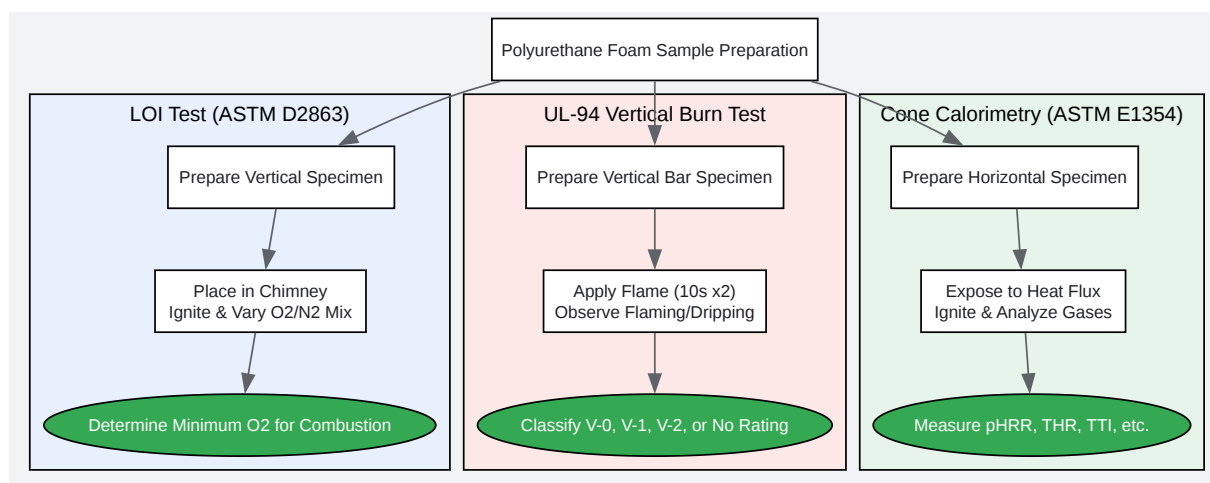 Polyurethane Foam Sample Preparation
LOI Test (ASTM D2863)
Prepare Vertical Specimen
Place in Chimney
Ignite & Vary O2/N2 Mix
Determine Minimum O2 for Combustion
UL-94 Vertical Burn Test
Prepare Vertical Bar Specimen
Apply Flame (10s x2)
Observe Flaming/Dripping
Classify V-0, V-1, V-2, or No Rating
Cone Calorimetry (ASTM E1354)
Prepare Horizontal Specimen
Expose to Heat Flux
Ignite & Analyze Gases
Measure pHRR, THR, TTI, etc.